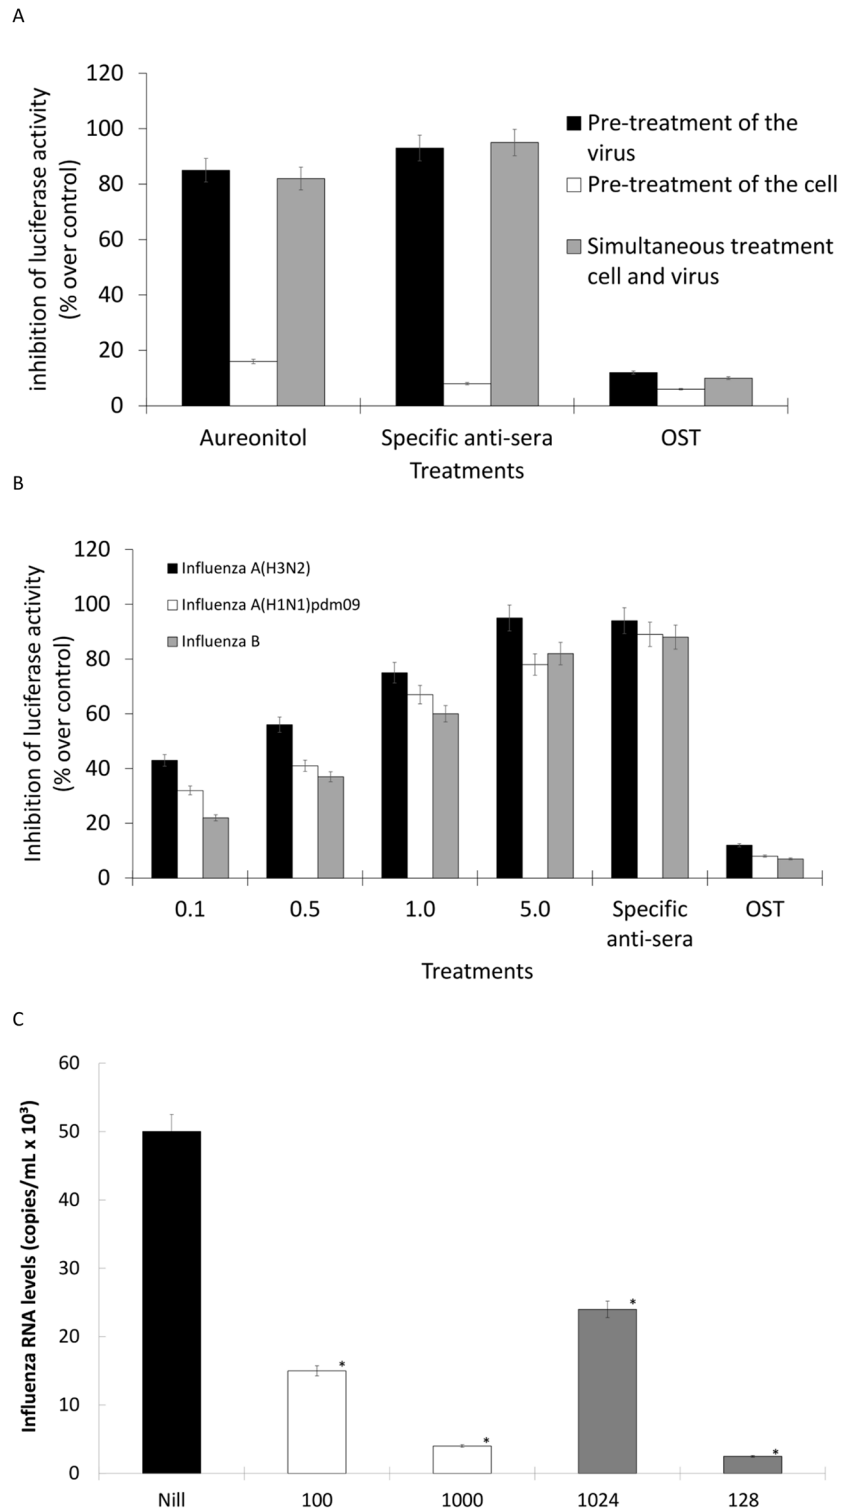 A
inhibition of luciferase activity
(% over control)
120
100
80
60
40
20
0
Pre-treatment of the
virus
Pre-treatment of the cell
Simultaneous treatment
cell and virus
Aureonitol
Specific anti-sera
OST
Treatments
B
Inhibition of luciferase activity
(% over control)
120
100
80
60
40
20
0
Influenza A(H3N2)
Influenza A(H1N1)pdm09
Influenza B
0.1
0.5
1.0
5.0
Specific
anti-sera
OST
Treatments
C
Influenza RNA levels (copies/mL x 10³)
60
50
40
30
20
10
0
*
*
*
*
Nill
100
1000
1024
128